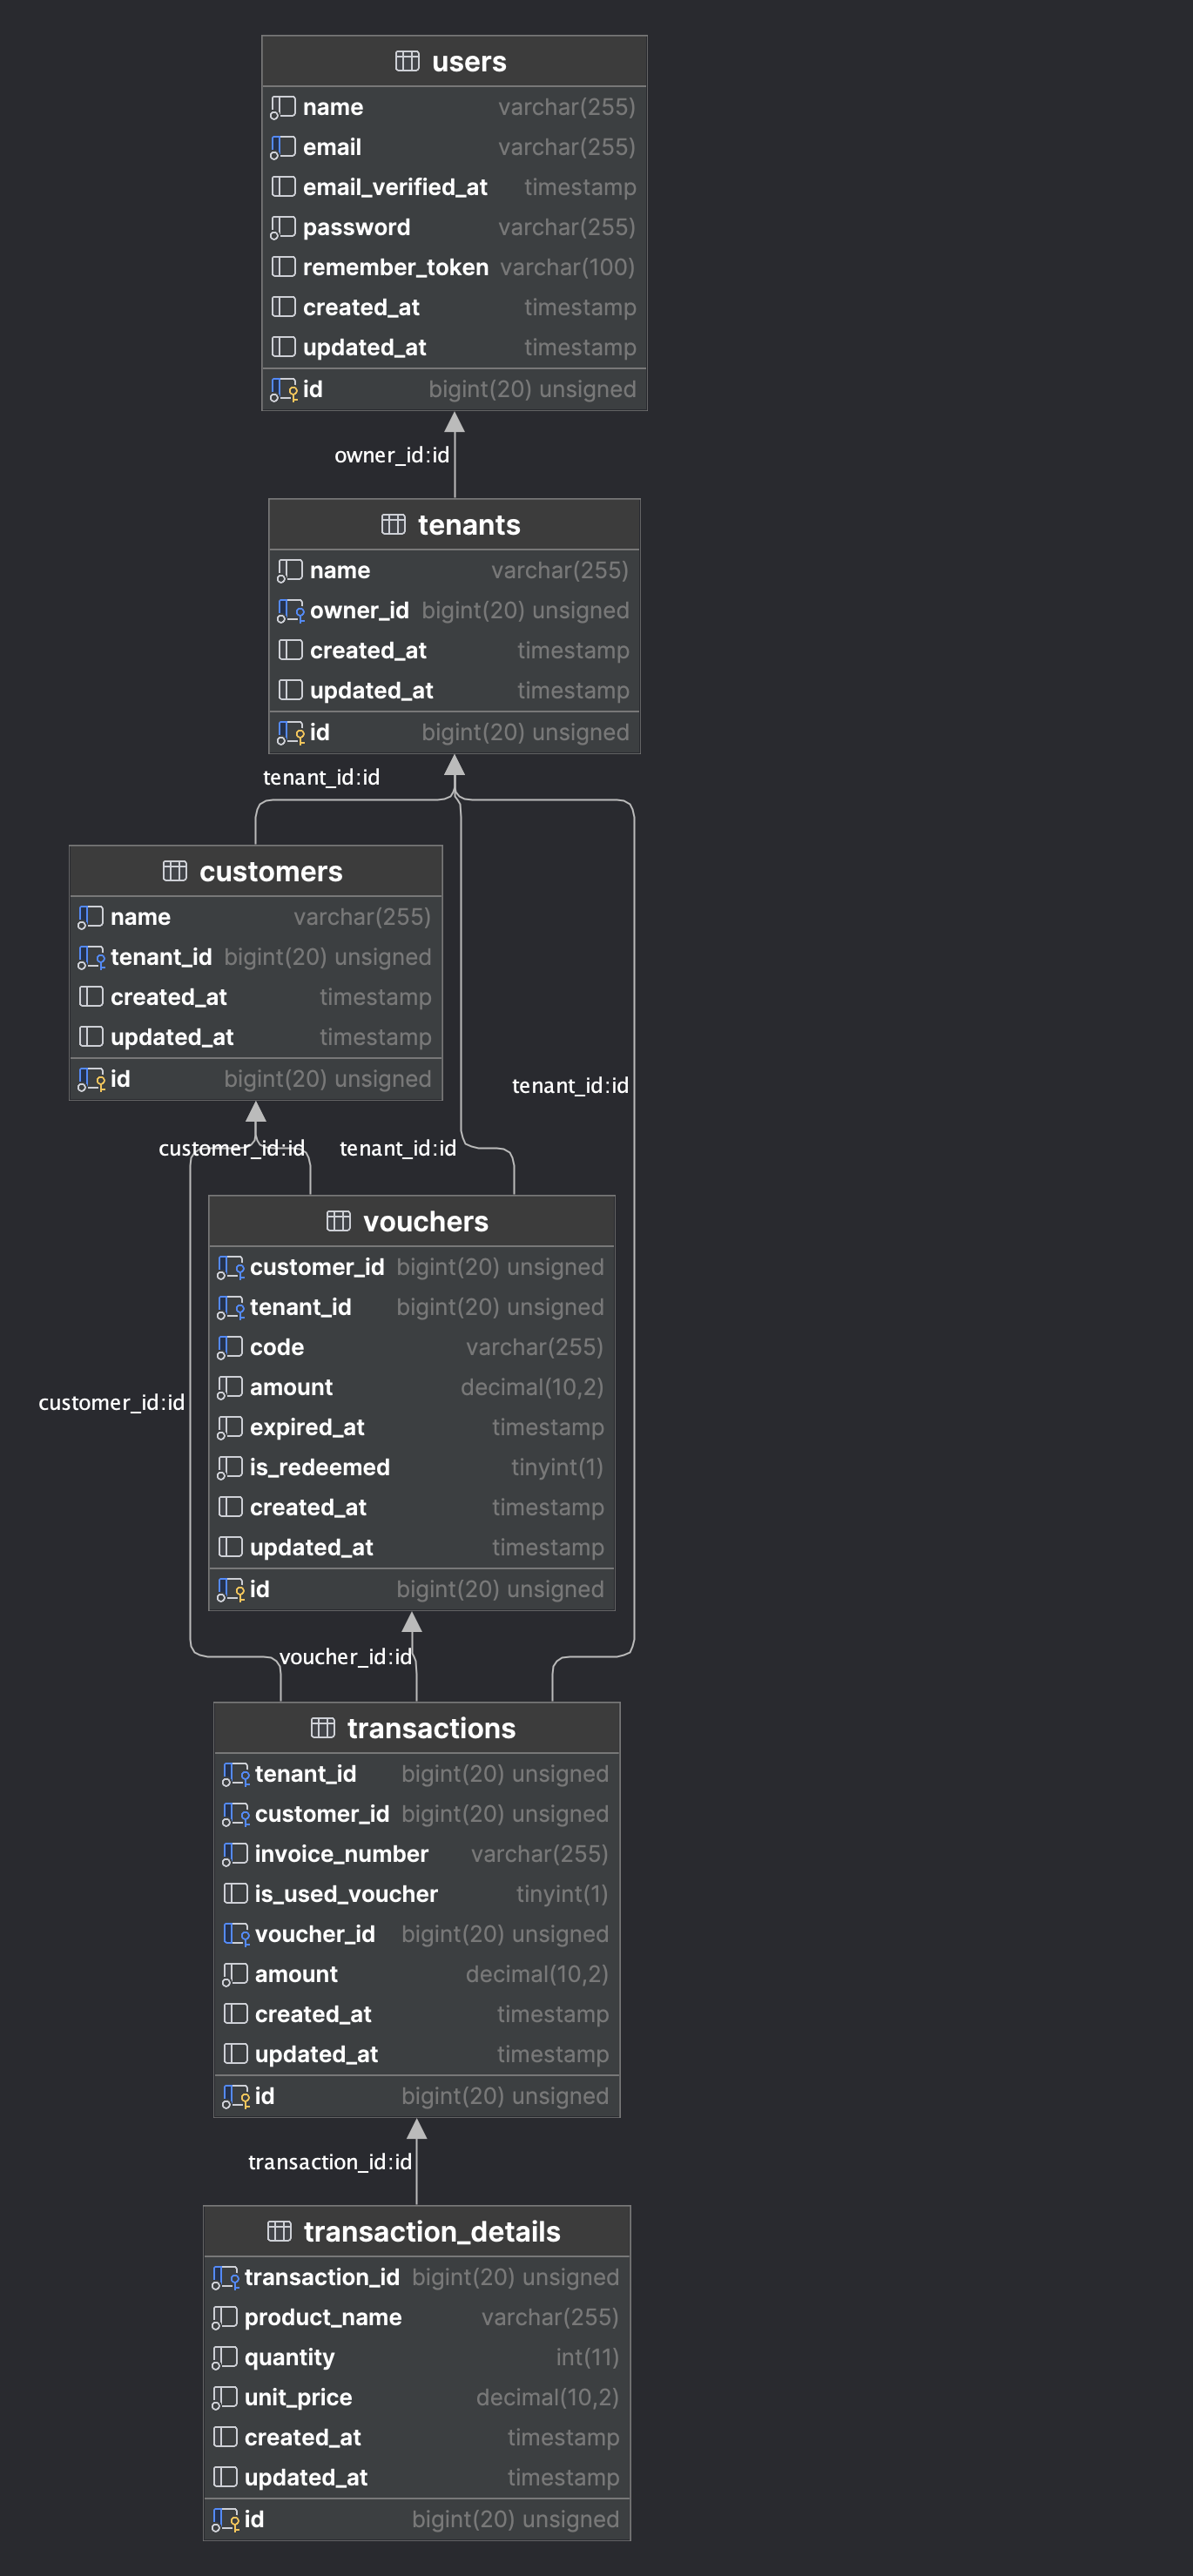 users
name varchar(255)
email varchar(255)
email_verified_at timestamp
password varchar(255)
remember_token varchar(100)
created_at timestamp
updated_at timestamp
id bigint(20) unsigned
owner_id:id
tenants
name varchar(255)
owner_id bigint(20) unsigned
created_at timestamp
updated_at timestamp
id bigint(20) unsigned
tenant_id:id
customers
name varchar(255)
tenant_id bigint(20) unsigned
created_at timestamp
updated_at timestamp
id bigint(20) unsigned
tenant_id:id
customer_id:id
tenant_id:id
vouchers
customer_id bigint(20) unsigned
tenant_id bigint(20) unsigned
code varchar(255)
amount decimal(10,2)
expired_at timestamp
is_redeemed tinyint(1)
created_at timestamp
updated_at timestamp
id bigint(20) unsigned
customer_id:id
voucher_id:id
transactions
tenant_id bigint(20) unsigned
customer_id bigint(20) unsigned
invoice_number varchar(255)
is_used_voucher tinyint(1)
voucher_id bigint(20) unsigned
amount decimal(10,2)
created_at timestamp
updated_at timestamp
id bigint(20) unsigned
transaction_id:id
transaction_details
transaction_id bigint(20) unsigned
product_name varchar(255)
quantity int(11)
unit_price decimal(10,2)
created_at timestamp
updated_at timestamp
id bigint(20) unsigned